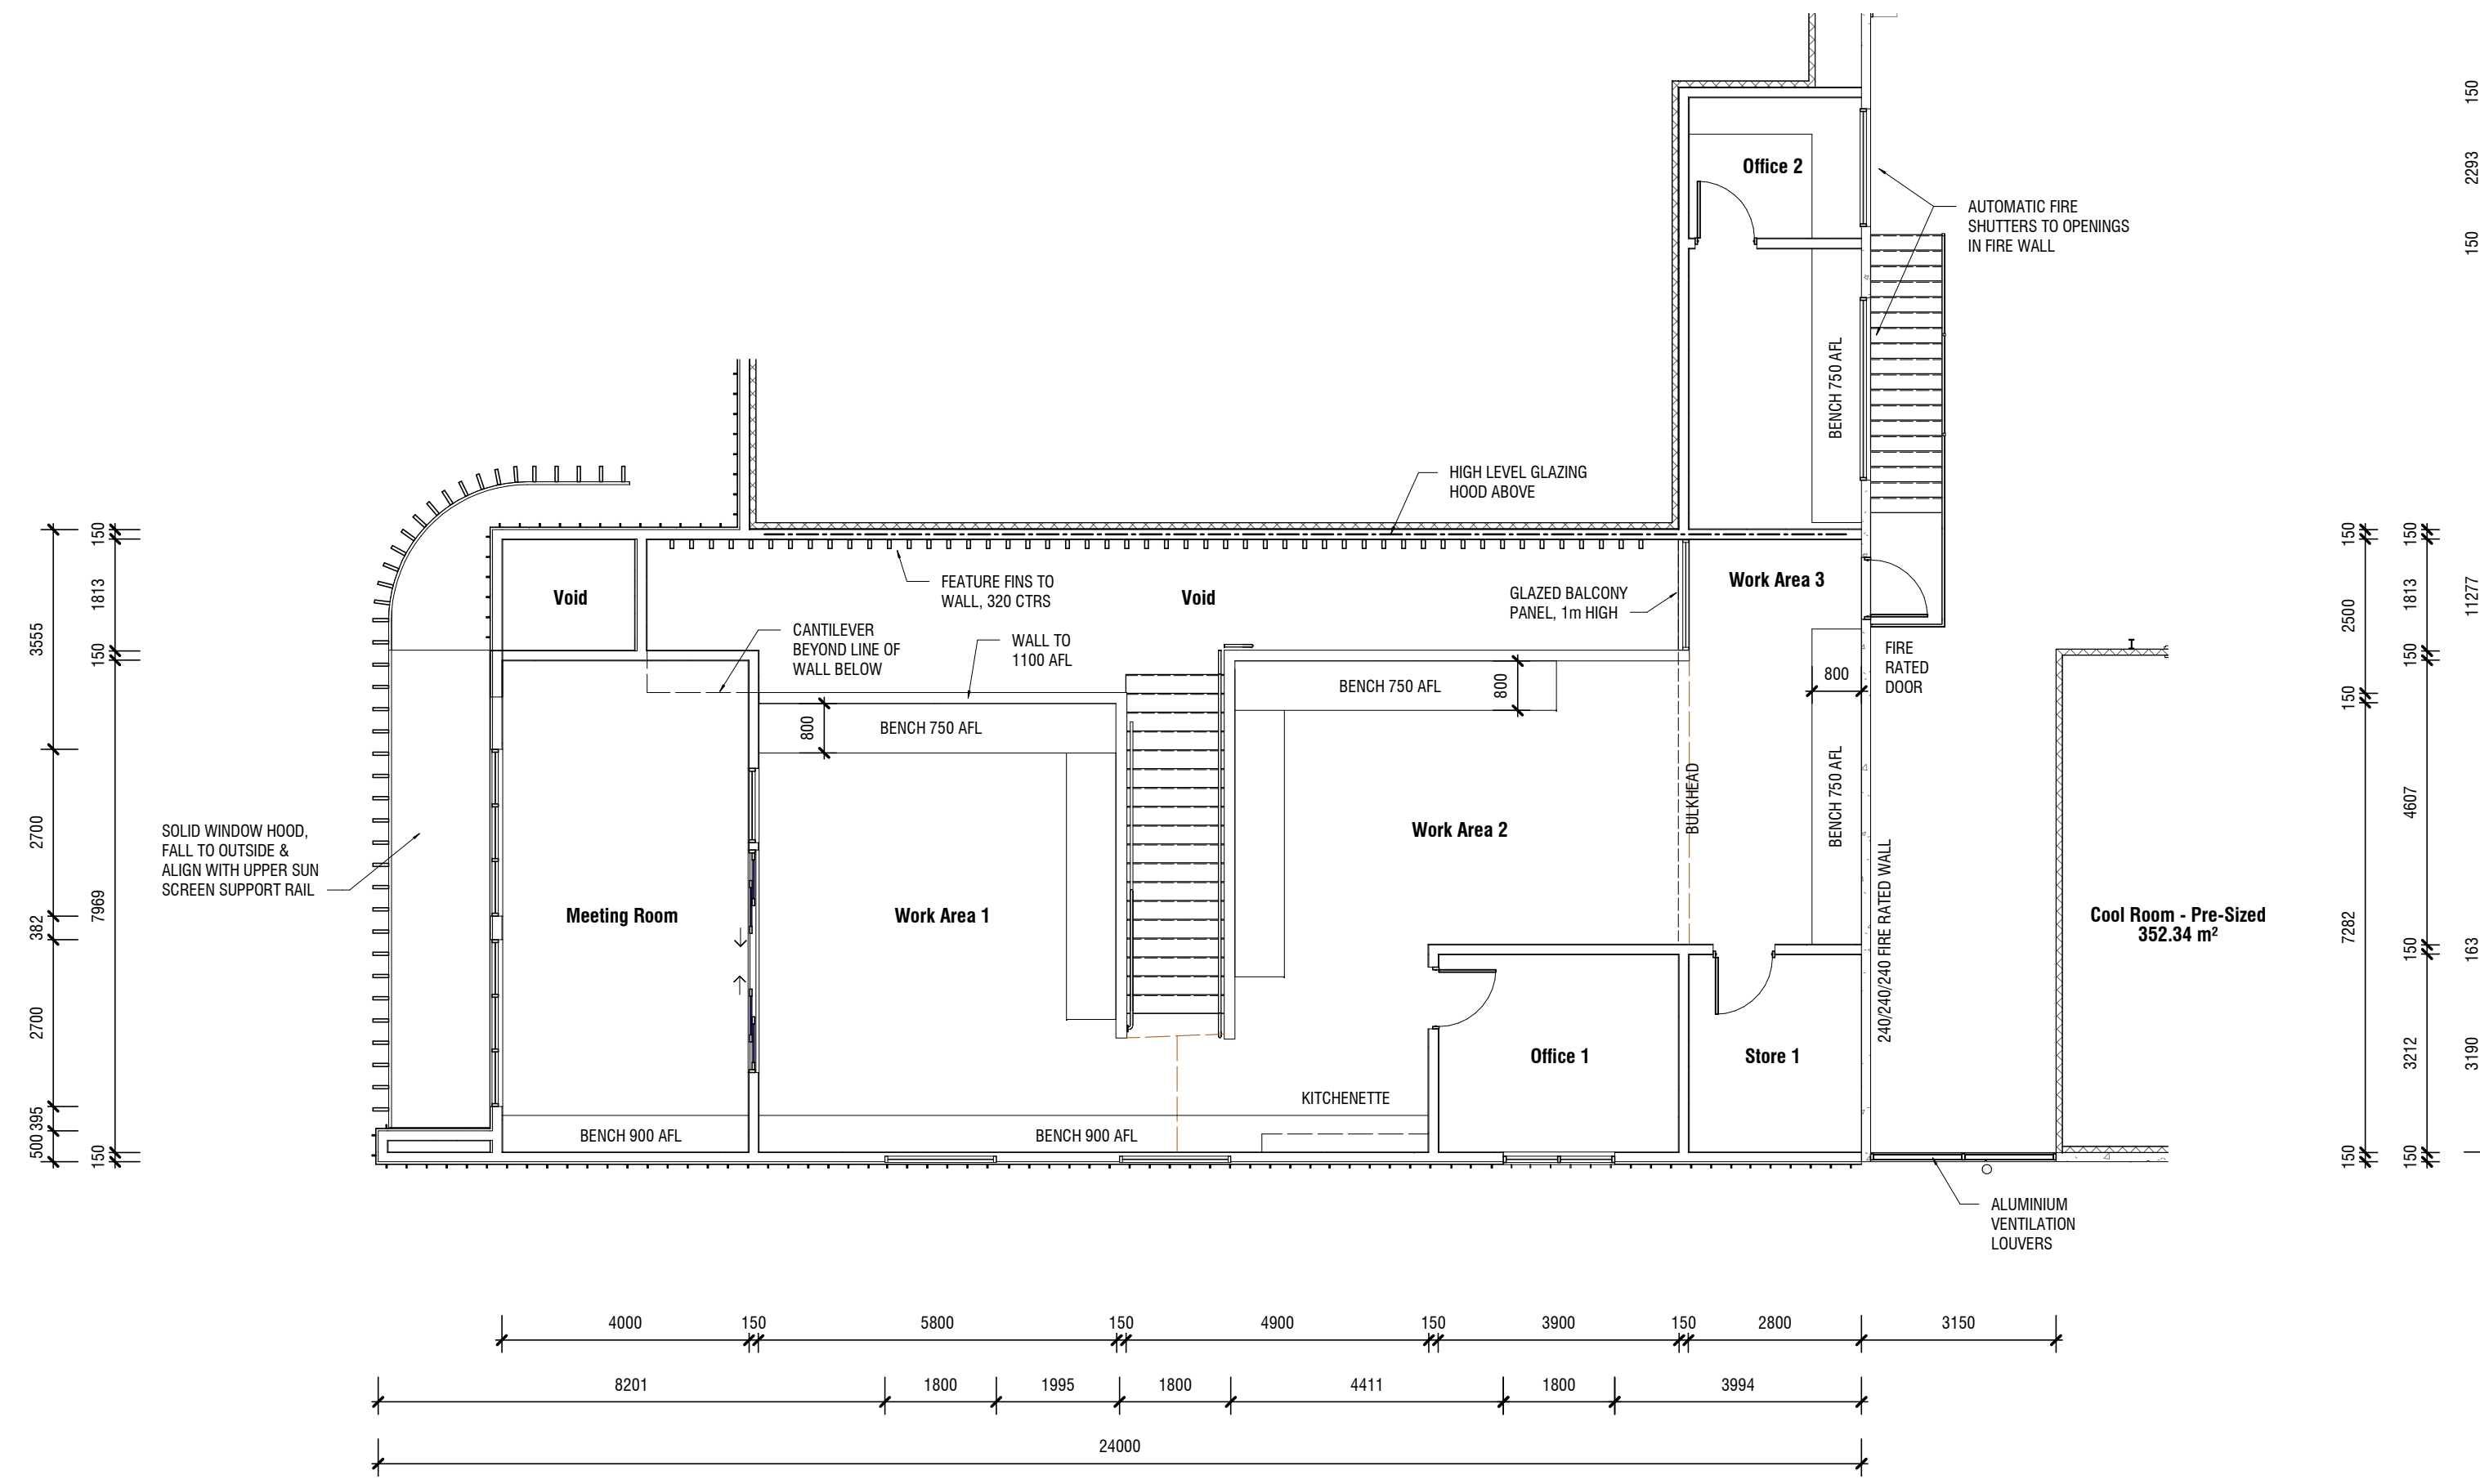 Office 2
AUTOMATIC FIRE
SHUTTERS TO OPENINGS
IN FIRE WALL
150
2293
150
BENCH 750 AFL
HIGH LEVEL GLAZING
HOOD ABOVE
FEATURE FINS TO
WALL, 320 CTRS
Void
Void
GLAZED BALCONY
PANEL, 1m HIGH
Work Area 3
CANTILEVER
BEYOND LINE OF
WALL BELOW
WALL TO
1100 AFL
FIRE
RATED
DOOR
800
BENCH 750 AFL
800
BENCH 750 AFL
800
BULKHEAD
BENCH 750 AFL
SOLID WINDOW HOOD,
FALL TO OUTSIDE &
ALIGN WITH UPPER SUN
SCREEN SUPPORT RAIL
Meeting Room
Work Area 1
Work Area 2
240/240/240 FIRE RATED WALL
Cool Room - Pre-Sized
352.34 m²
Office 1
Store 1
KITCHENETTE
BENCH 900 AFL
BENCH 900 AFL
ALUMINIUM
VENTILATION
LOUVERS
3555
2700
382
2700
395
500
150
1813
150
7969
150
150
2500
150
7282
150
150
1813
150
4607
150
3212
150
11277
163
3190
4000
150
5800
150
4900
150
3900
150
2800
3150
8201
1800
1995
1800
4411
1800
3994
24000